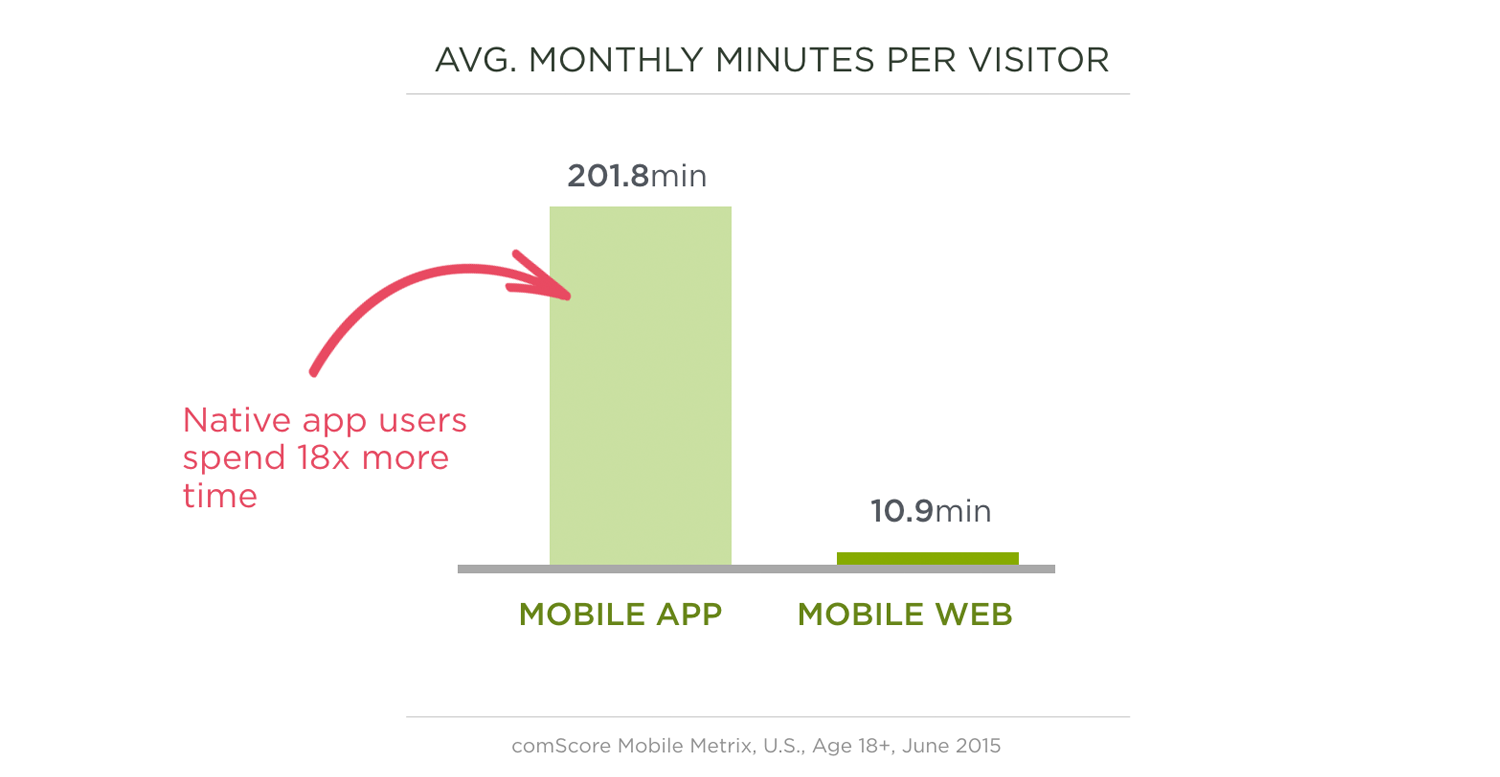 AVG. MONTHLY MINUTES PER VISITOR
201.8min
Native app users
spend 18x more
time
10.9min
MOBILE APP
MOBILE WEB
comScore Mobile Metrix, U.S., Age 18+, June 2015